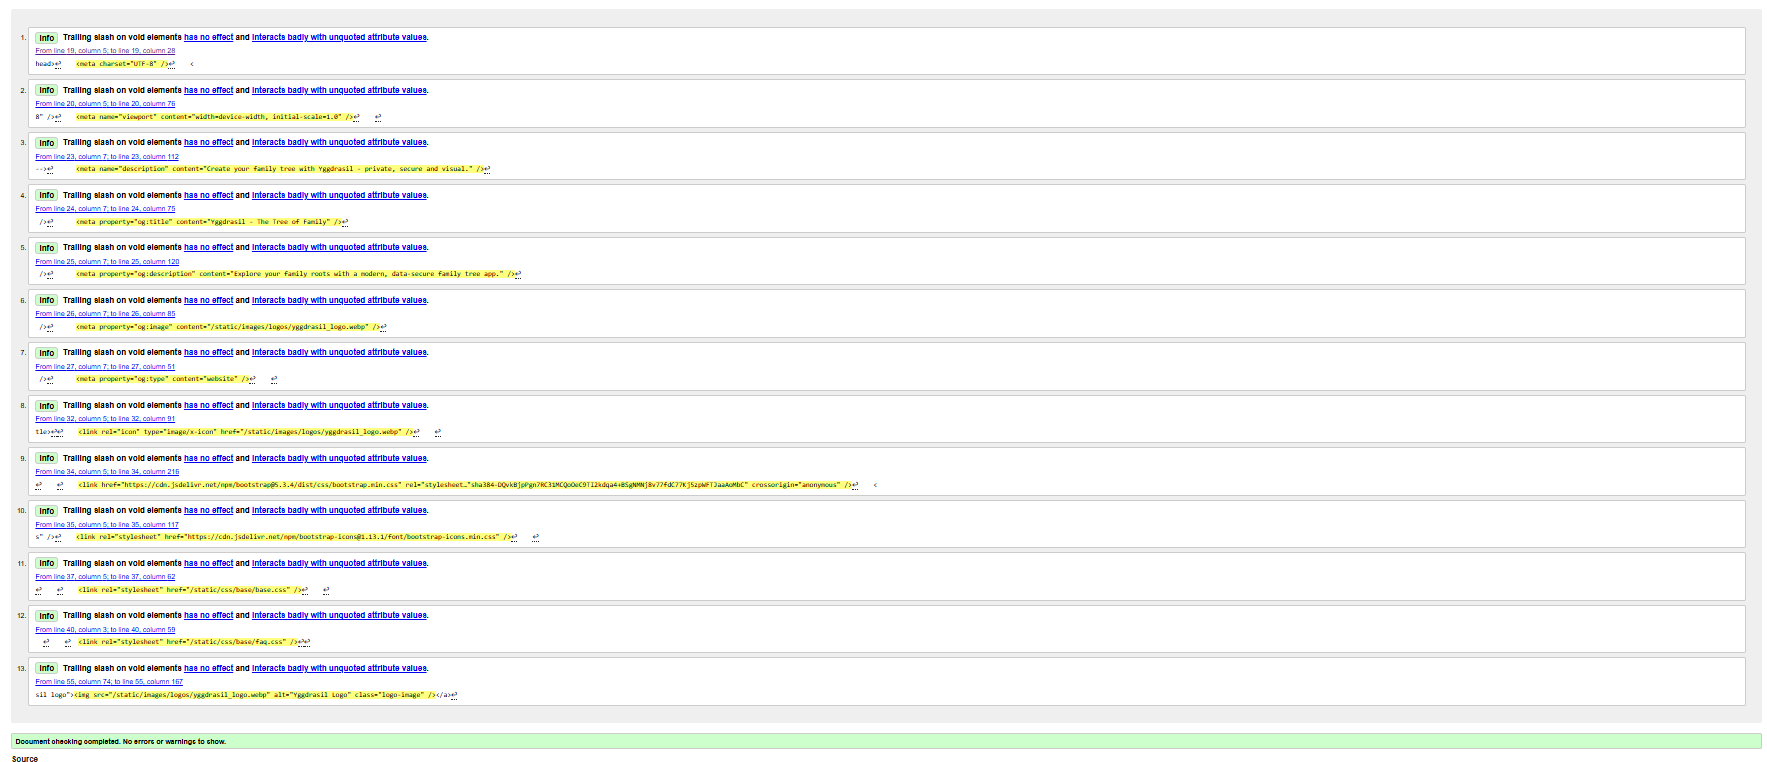 1. Info Trailing slash on void elements has no effect and interacts badly with unquoted attribute values.
From line 19, column 5; to line 19, column 28
head>↩    <meta charset="UTF-8" />↩    <
2. Info Trailing slash on void elements has no effect and interacts badly with unquoted attribute values.
From line 20, column 5; to line 20, column 76
8" />↩    <meta name="viewport" content="width=device-width, initial-scale=1.0" />↩    ↩
3. Info Trailing slash on void elements has no effect and interacts badly with unquoted attribute values.
From line 23, column 7; to line 23, column 112
-->↩      <meta name="description" content="Create your family tree with Yggdrasil - private, secure and visual." />↩
4. Info Trailing slash on void elements has no effect and interacts badly with unquoted attribute values.
From line 24, column 7; to line 24, column 75
/>↩      <meta property="og:title" content="Yggdrasil - The Tree of Family" />↩
5. Info Trailing slash on void elements has no effect and interacts badly with unquoted attribute values.
From line 25, column 7; to line 25, column 120
/>↩      <meta property="og:description" content="Explore your family roots with a modern, data-secure family tree app." />↩
6. Info Trailing slash on void elements has no effect and interacts badly with unquoted attribute values.
From line 26, column 7; to line 26, column 85
/>↩      <meta property="og:image" content="/static/images/logos/yggdrasil_logo.webp" />↩
7. Info Trailing slash on void elements has no effect and interacts badly with unquoted attribute values.
From line 27, column 7; to line 27, column 51
/>↩      <meta property="og:type" content="website" />↩    ↩
8. Info Trailing slash on void elements has no effect and interacts badly with unquoted attribute values.
From line 32, column 5; to line 32, column 91
tle>↩↩    <link rel="icon" type="image/x-icon" href="/static/images/logos/yggdrasil_logo.webp" />↩    ↩
9. Info Trailing slash on void elements has no effect and interacts badly with unquoted attribute values.
From line 34, column 5; to line 34, column 216
↩    ↩    <link href="https://cdn.jsdelivr.net/npm/bootstrap@5.3.4/dist/css/bootstrap.min.css" rel="stylesheet…" crossorigin="anonymous" />↩    <
10. Info Trailing slash on void elements has no effect and interacts badly with unquoted attribute values.
From line 35, column 5; to line 35, column 117
s" />↩    <link rel="stylesheet" href="https://cdn.jsdelivr.net/npm/bootstrap-icons@1.13.1/font/bootstrap-icons.min.css" />↩    ↩
11. Info Trailing slash on void elements has no effect and interacts badly with unquoted attribute values.
From line 37, column 5; to line 37, column 62
↩    ↩    <link rel="stylesheet" href="/static/css/base/base.css" />↩    ↩
12. Info Trailing slash on void elements has no effect and interacts badly with unquoted attribute values.
From line 40, column 3; to line 40, column 59
↩    ↩  <link rel="stylesheet" href="/static/css/base/faq.css" />↩↩
13. Info Trailing slash on void elements has no effect and interacts badly with unquoted attribute values.
From line 55, column 74; to line 55, column 167
sil logo"><img src="/static/images/logos/yggdrasil_logo.webp" alt="Yggdrasil Logo" class="logo-image" /></a>↩
Document checking completed. No errors or warnings to show.
Source